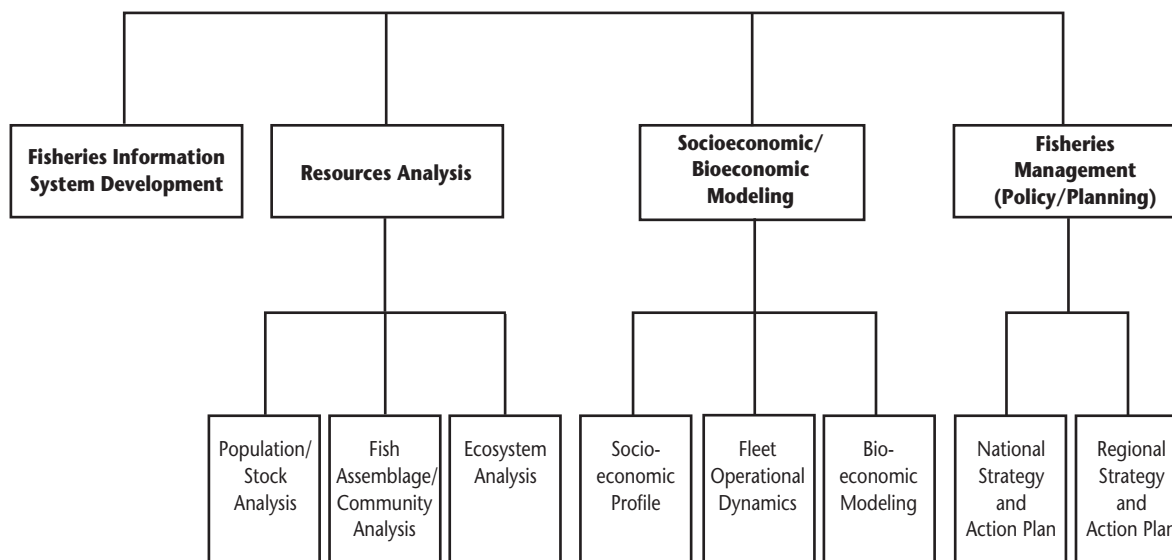 Fisheries Information
System Development
Resources Analysis
Socioeconomic/
Bioeconomic
Modeling
Fisheries
Management
(Policy/Planning)
Population/
Stock
Analysis
Fish
Assemblage/
Community
Analysis
Ecosystem
Analysis
Socio-
economic
Profile
Fleet
Operational
Dynamics
Bio-
economic
Modeling
National
Strategy
and
Action Plan
Regional
Strategy
and
Action Plan